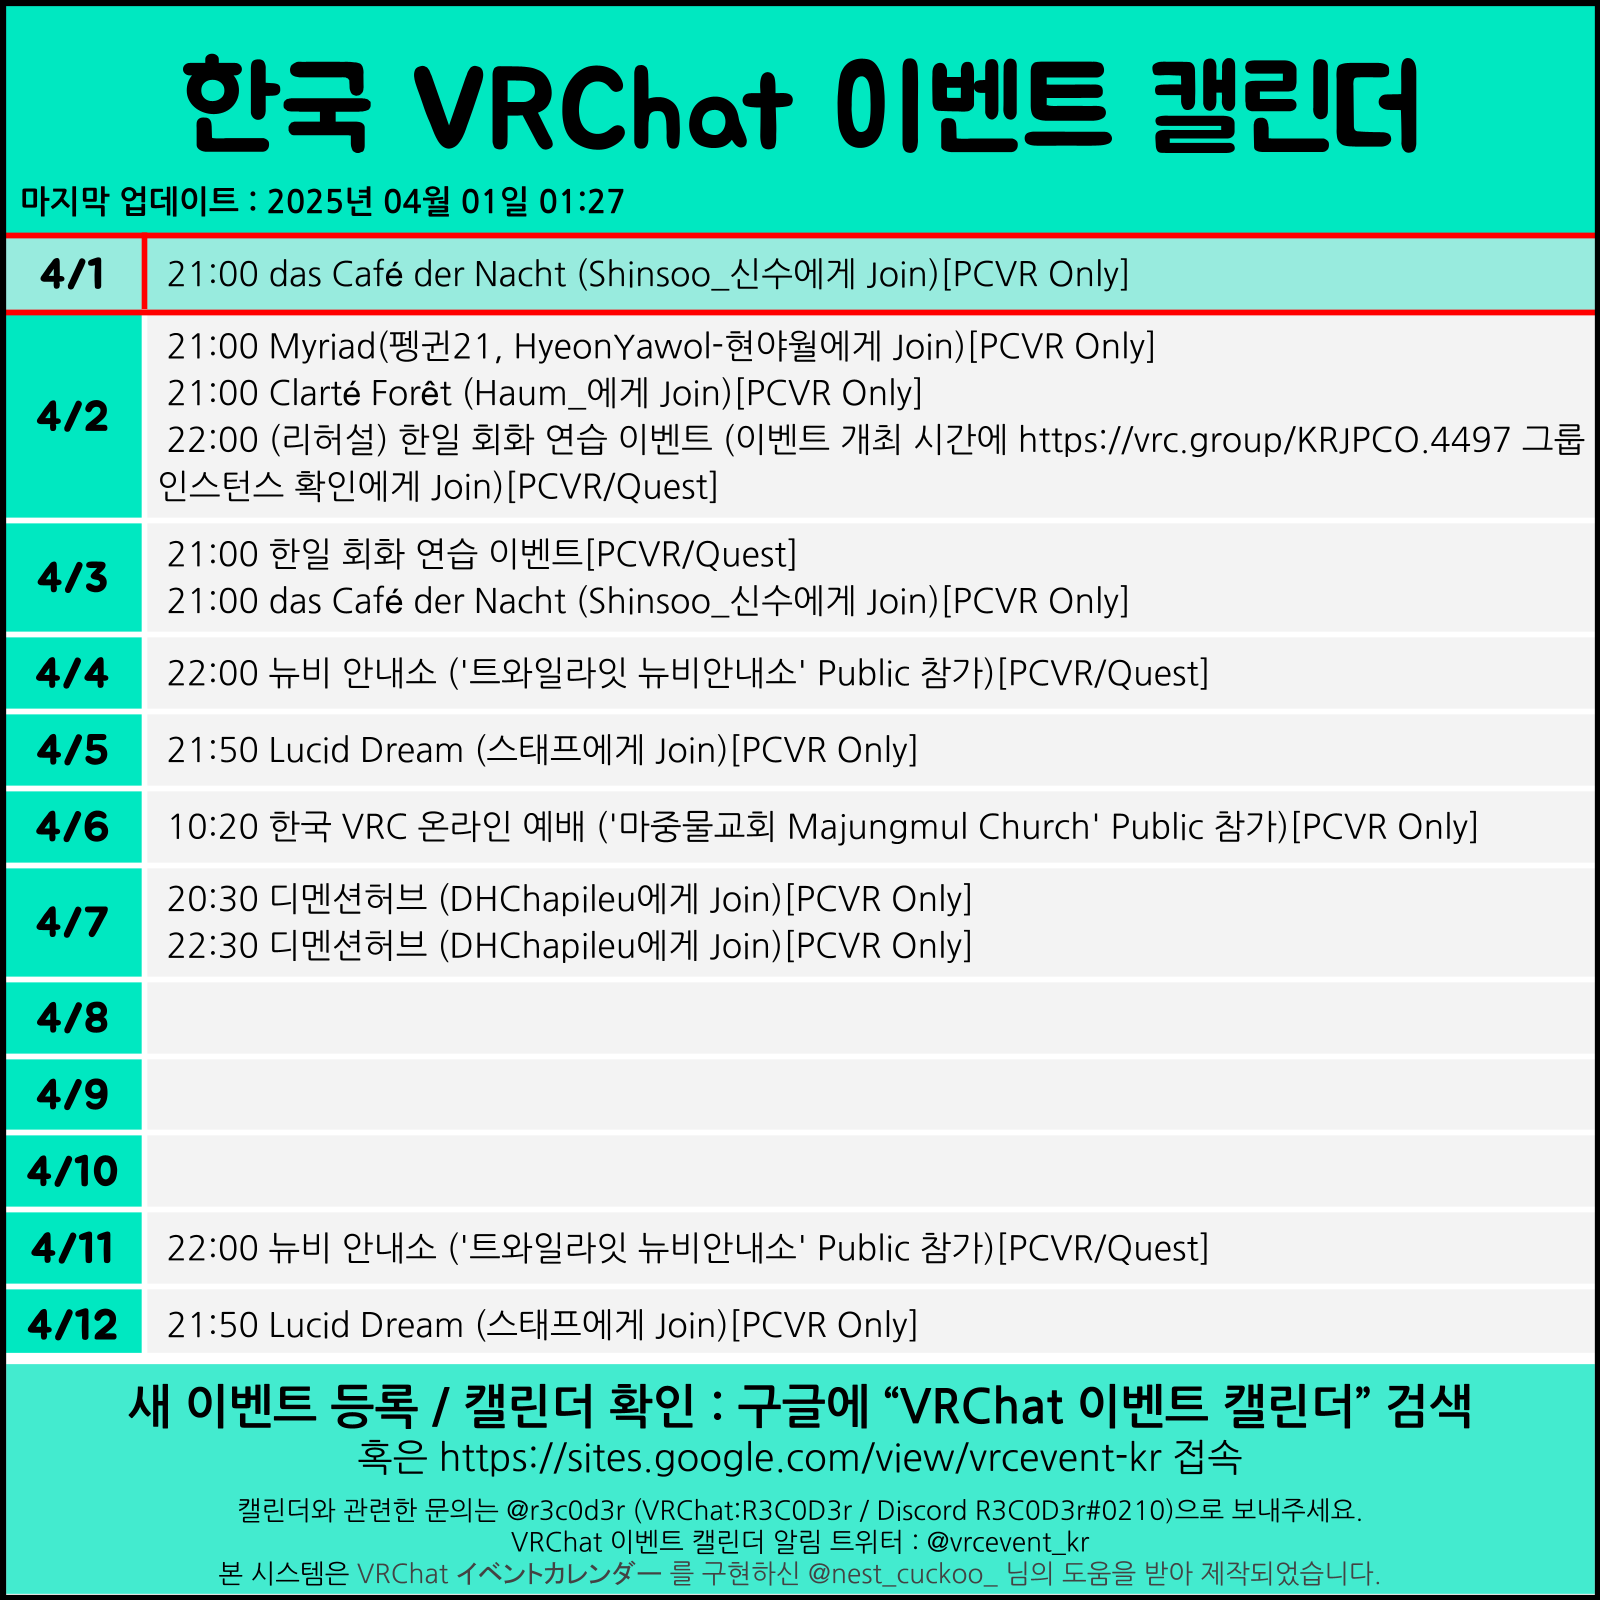 한국 VRChat 이벤트 캘린더
마지막 업데이트 : 2025년 04월 01일 01:27
4/1
21:00 das Café der Nacht (Shinsoo_신수에게 Join)[PCVR Only]
4/2
21:00 Myriad(펭귄21, HyeonYawol-현야월에게 Join)[PCVR Only]
21:00 Clarté Forêt (Haum_에게 Join)[PCVR Only]
22:00 (리허설) 한일 회화 연습 이벤트 (이벤트 개최 시간에 https://vrc.group/KRJPCO.4497 그룹
인스턴스 확인에게 Join)[PCVR/Quest]
4/3
21:00 한일 회화 연습 이벤트[PCVR/Quest]
21:00 das Café der Nacht (Shinsoo_신수에게 Join)[PCVR Only]
4/4
22:00 뉴비 안내소 ('트와일라잇 뉴비안내소' Public 참가)[PCVR/Quest]
4/5
21:50 Lucid Dream (스태프에게 Join)[PCVR Only]
4/6
10:20 한국 VRC 온라인 예배 ('마중물교회 Majungmul Church' Public 참가)[PCVR Only]
4/7
20:30 디멘션허브 (DHChapileu에게 Join)[PCVR Only]
22:30 디멘션허브 (DHChapileu에게 Join)[PCVR Only]
4/8
4/9
4/10
4/11
22:00 뉴비 안내소 ('트와일라잇 뉴비안내소' Public 참가)[PCVR/Quest]
4/12
21:50 Lucid Dream (스태프에게 Join)[PCVR Only]
새 이벤트 등록 / 캘린더 확인 : 구글에 “VRChat 이벤트 캘린더” 검색
혹은 https://sites.google.com/view/vrcevent-kr 접속
캘린더와 관련한 문의는 @r3c0d3r (VRChat:R3C0D3r / Discord R3C0D3r#0210)으로 보내주세요.
VRChat 이벤트 캘린더 알림 트위터 : @vrcevent_kr
본 시스템은 VRChat イベントカレンダー 를 구현하신 @nest_cuckoo_ 님의 도움을 받아 제작되었습니다.